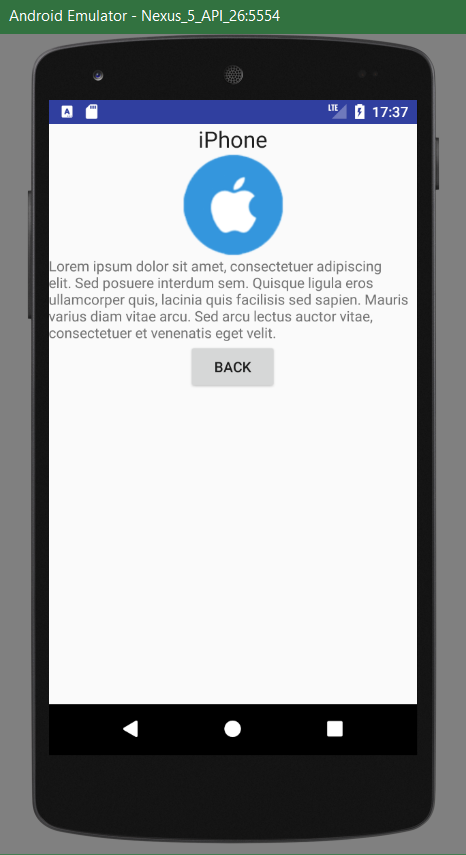 Android Emulator - Nexus_5_API_26:5554
A
LTE
17:37
iPhone
Lorem ipsum dolor sit amet, consectetuer adipiscing
elit. Sed posuere interdum sem. Quisque ligula eros
ullamcorper quis, lacinia quis facilisis sed sapien. Mauris
varius diam vitae arcu. Sed arcu lectus auctor vitae,
consectetuer et venenatis eget velit.
BACK